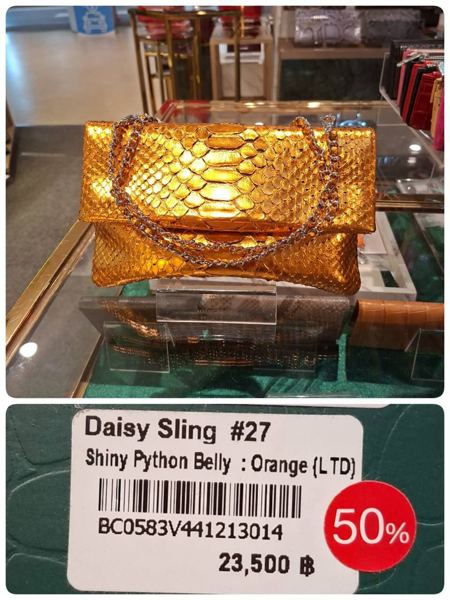 Daisy Sling #27
Shiny Python Belly : Orange (LTD)
BC0583V441213014
50%
23,500 ฿